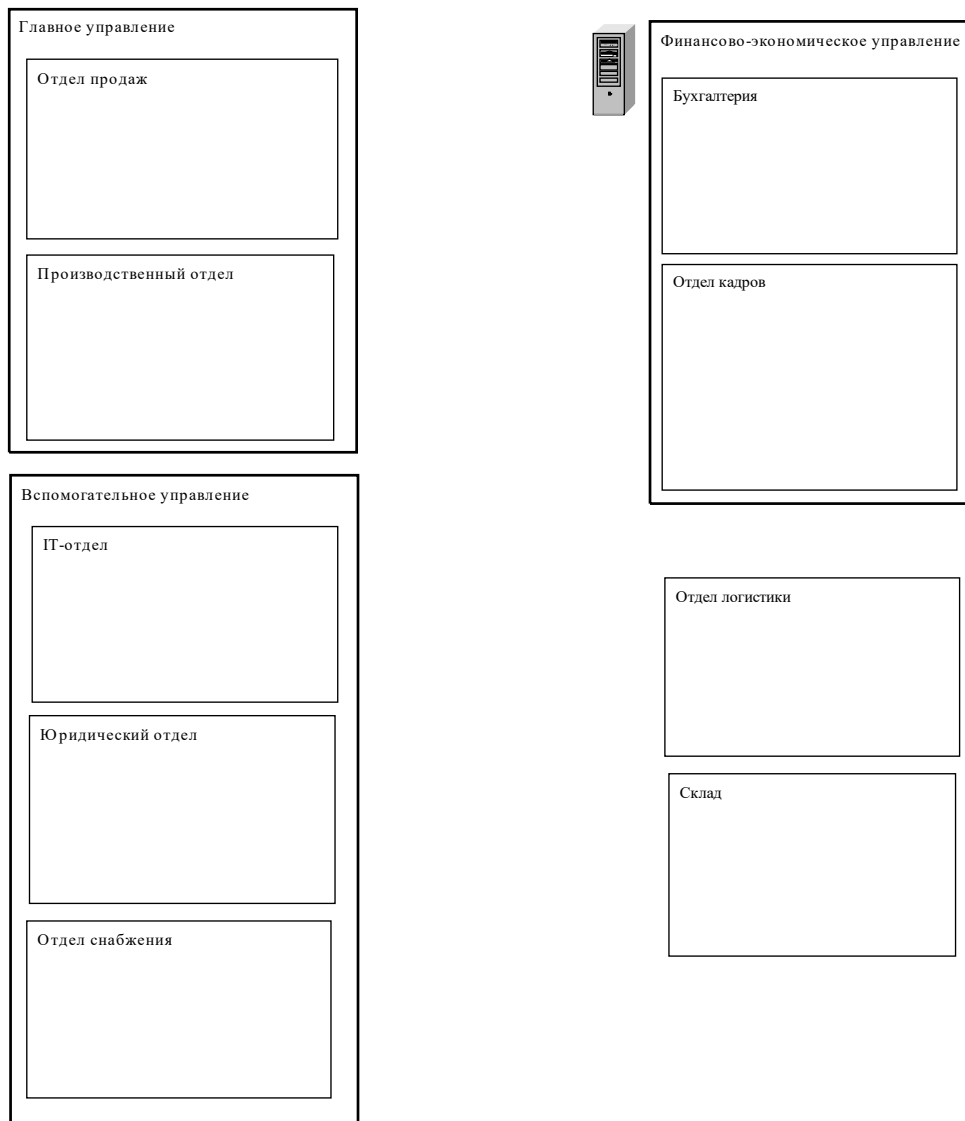 Главное управление
Отдел продаж
Производственный отдел
Вспомогательное управление
IT-отдел
Юридический отдел
Отдел снабжения
Финансово-экономическое управление
Бухгалтерия
Отдел кадров
Отдел логистики
Склад